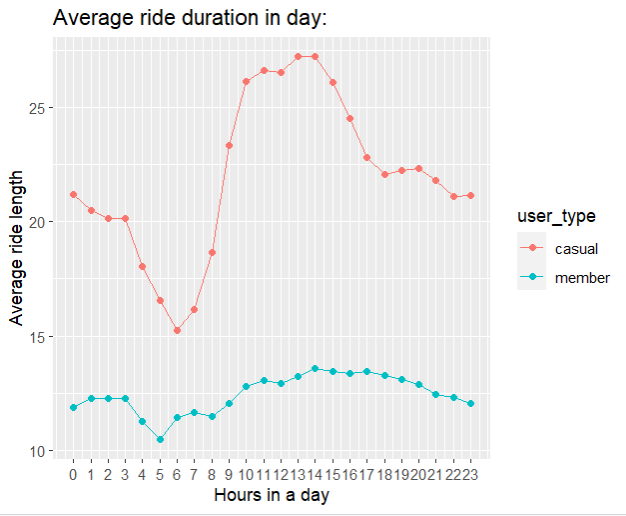 Average ride duration in day:
25
20
15
10
Average ride length
0 1 2 3 4 5 6 7 8 9 10 11 12 13 14 15 16 17 18 19 20 21 22 23
Hours in a day
user_type
casual
member